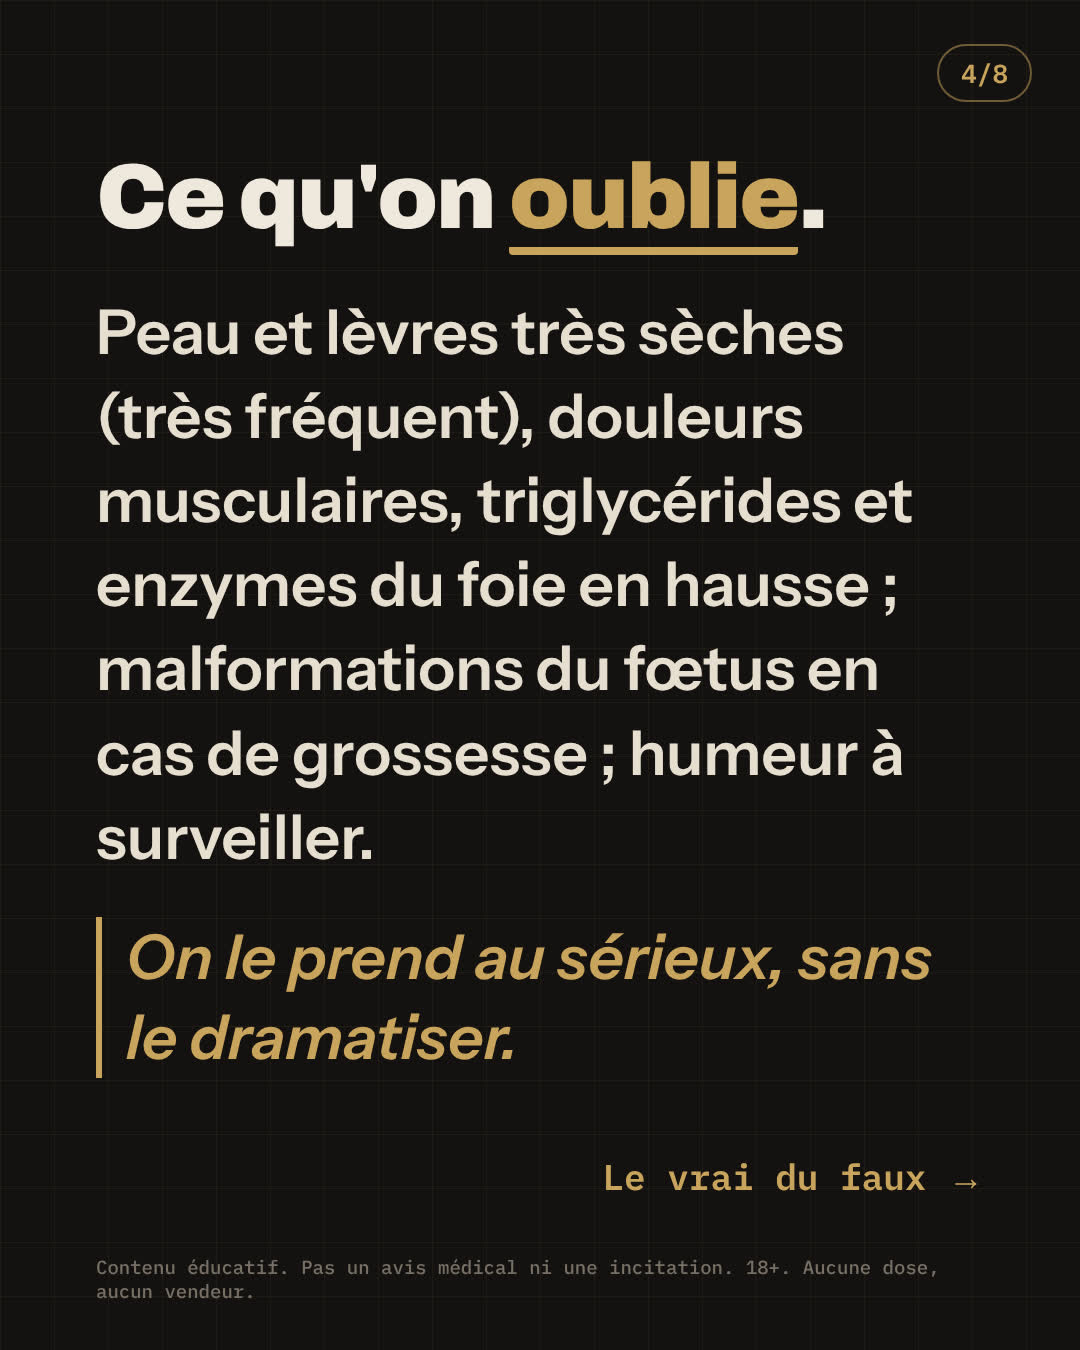 4/8
Ce qu'on oublie.
Peau et lèvres très sèches
(très fréquent), douleurs
musculaires, triglycérides et
enzymes du foie en hausse ;
malformations du fœtus en
cas de grossesse ; humeur à
surveiller.
On le prend au sérieux, sans
le dramatiser.
Le vrai du faux →
Contenu éducatif. Pas un avis médical ni une incitation. 18+. Aucune dose,
aucun vendeur.